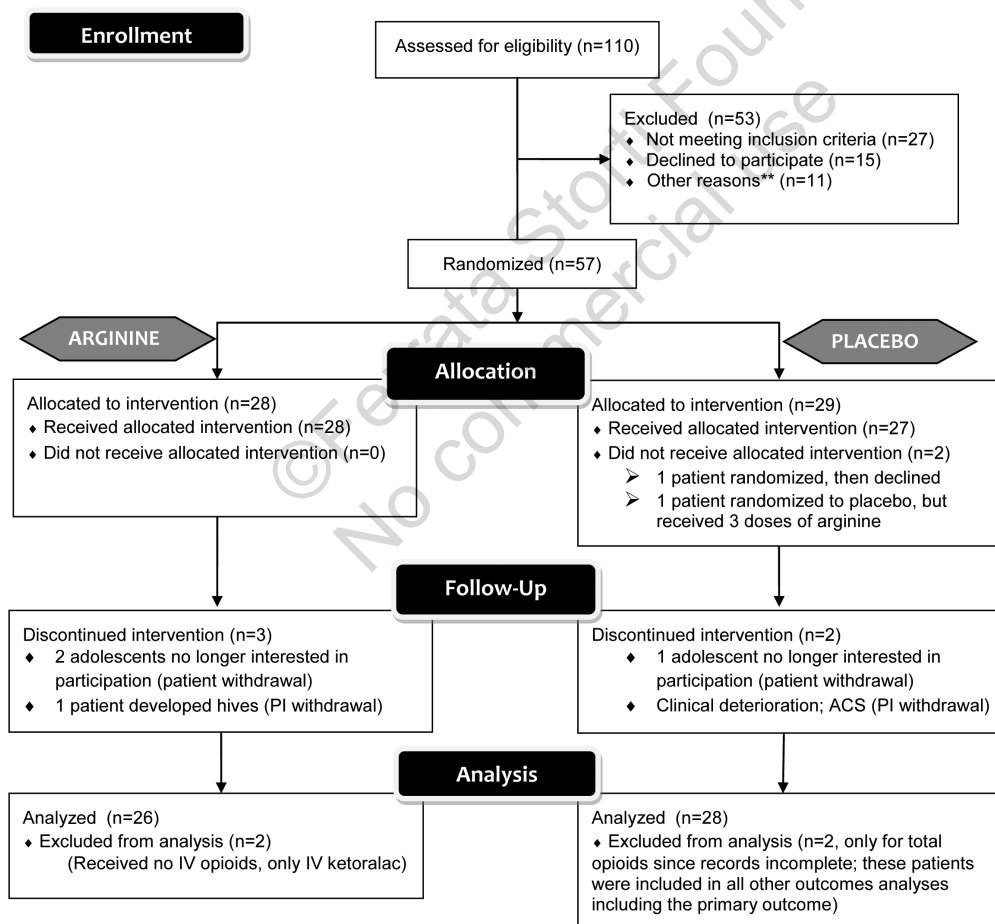 Enrollment
Assessed for eligibility (n=110)
Excluded (n=53)
♦ Not meeting inclusion criteria (n=27)
♦ Declined to participate (n=15)
♦ Other reasons** (n=11)
Randomized (n=57)
ARGININE
PLACEBO
Allocation
Allocated to intervention (n=28)
♦ Received allocated intervention (n=28)
♦ Did not receive allocated intervention (n=0)
Allocated to intervention (n=29)
♦ Received allocated intervention (n=27)
♦ Did not receive allocated intervention (n=2)
➢ 1 patient randomized, then declined
➢ 1 patient randomized to placebo, but
received 3 doses of arginine
Follow-Up
Discontinued intervention (n=3)
♦ 2 adolescents no longer interested in
participation (patient withdrawal)
♦ 1 patient developed hives (PI withdrawal)
Discontinued intervention (n=2)
♦ 1 adolescent no longer interested in
participation (patient withdrawal)
♦ Clinical deterioration; ACS (PI withdrawal)
Analysis
Analyzed (n=26)
♦ Excluded from analysis (n=2)
(Received no IV opioids, only IV ketoralac)
Analyzed (n=28)
♦ Excluded from analysis (n=2, only for total
opioids since records incomplete; these patients
were included in all other outcomes analyses
including the primary outcome)
©Ferrata Storti Foun
No commercial use